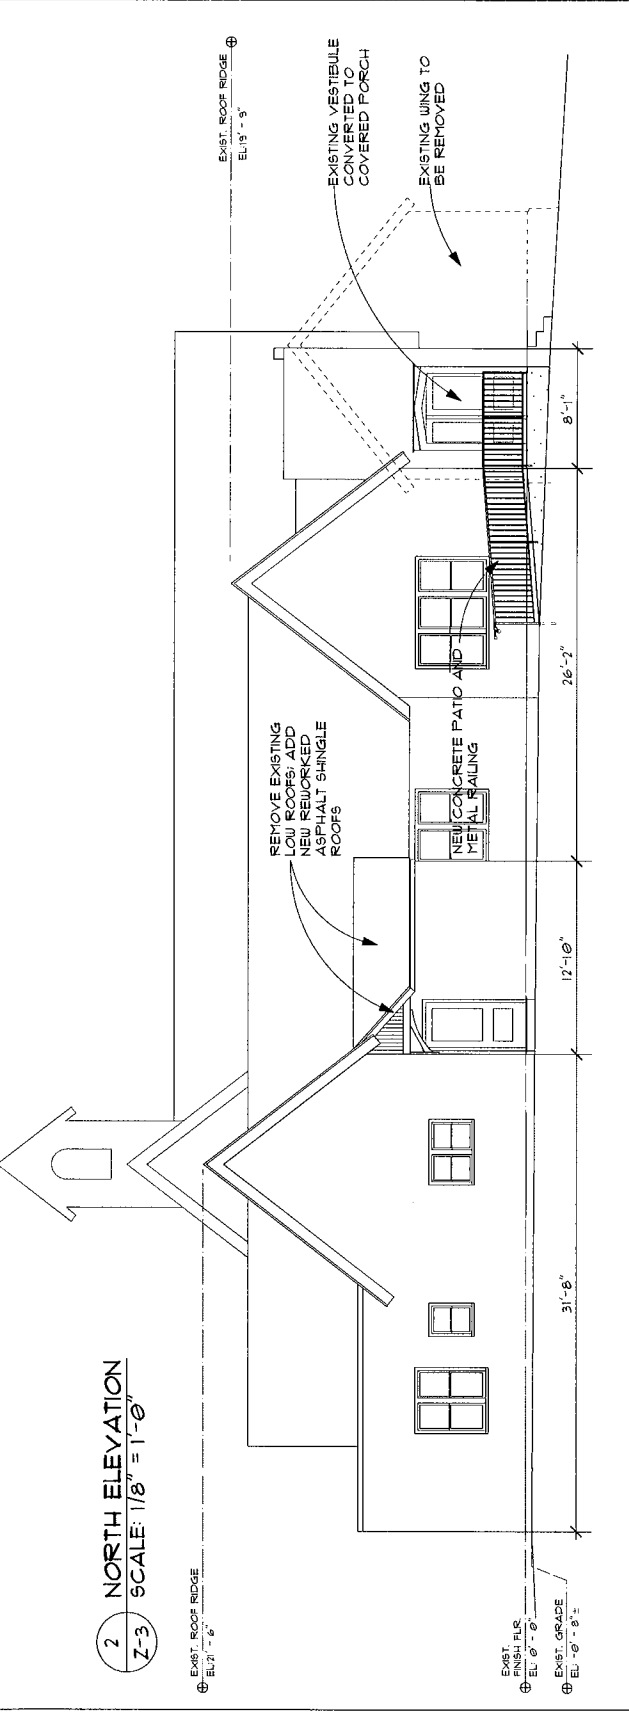 2
Z-3
NORTH ELEVATION
SCALE: 1/8" = 1'-0"
EXIST. ROOF RIDGE
EL:21' - 6"
EXIST.
FINISH FLR.
EL: 0' - 0"
EXIST. GRADE
EL: -0' - 8" ±
REMOVE EXISTING
LOW ROOFS; ADD
NEW REWORKED
ASPHALT SHINGLE
ROOFS
NEW CONCRETE PATIO AND
METAL RAILING
EXIST. ROOF RIDGE
EL:19' - 9"
EXISTING VESTIBULE
CONVERTED TO
COVERED PORCH
EXISTING WING TO
BE REMOVED
31'-8"
12'-10"
26'-2"
8'-1"